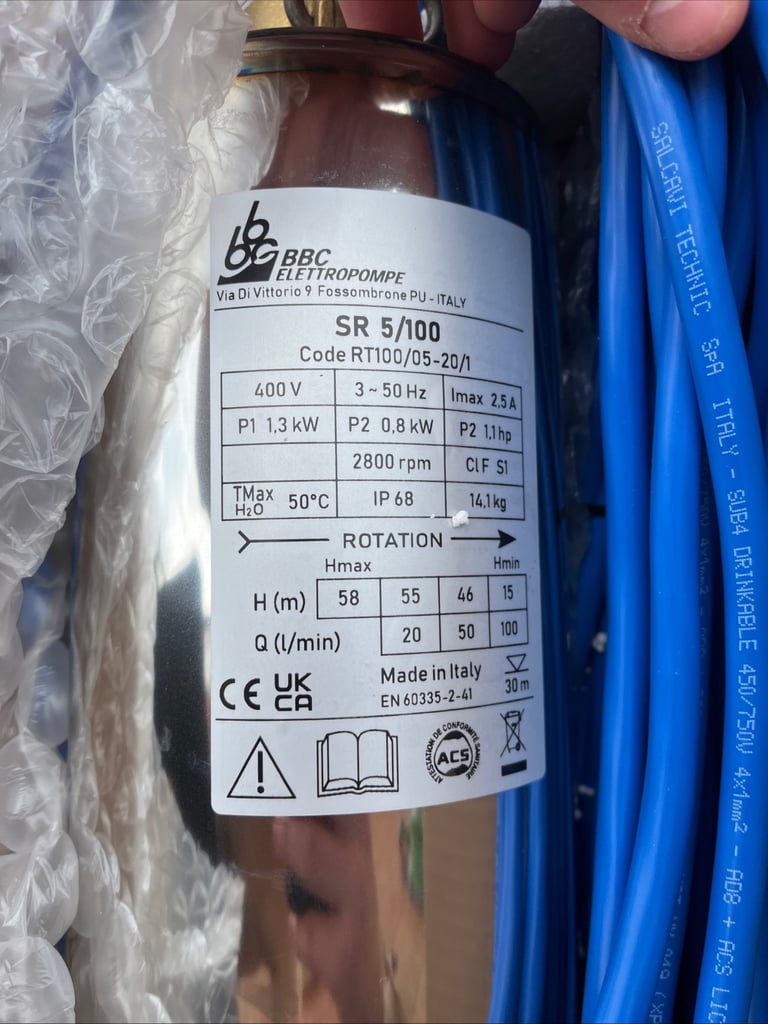 bbc
BBC
ELETTROPOMPE
Via Di Vittorio 9 Fossombrone PU - ITALY
SR 5/100
Code RT100/05-20/1
400 V 3 ~ 50 Hz Imax 2,5 A
P1 1,3 kW P2 0,8 kW P2 1,1 hp
2800 rpm Cl F S1
TMax H2O 50°C IP 68 14,1 kg
ROTATION
Hmax Hmin
H (m) 58 55 46 15
Q (l/min) 20 50 100
Made in Italy
EN 60335-2-41
30 m
CE UK CA
ATTESTATION DE CONFORMITÉ SANITAIRE
ACS
SALCAVI TECHNIC SpA ITALY - SUB4 DRINKABLE 450/750V 4x1mm2 - AD8 + ACS LIC